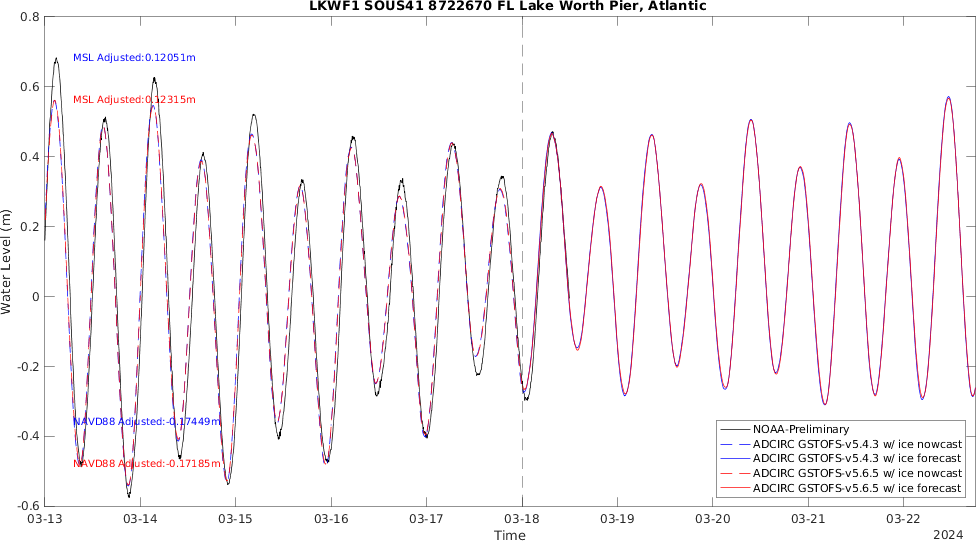 LKWF1 SOUS41 8722670 FL Lake Worth Pier, Atlantic
0.8
0.6
0.4
0.2
0
-0.2
-0.4
-0.6
Water Level (m)
MSL Adjusted:0.12051m
MSL Adjusted:0.12315m
NAVD88 Adjusted:-0.17449m
NAVD88 Adjusted:-0.17185m
NOAA-Preliminary
ADCIRC GSTOFS-v5.4.3 w/ ice nowcast
ADCIRC GSTOFS-v5.4.3 w/ ice forecast
ADCIRC GSTOFS-v5.6.5 w/ ice nowcast
ADCIRC GSTOFS-v5.6.5 w/ ice forecast
03-13 03-14 03-15 03-16 03-17 03-18 03-19 03-20 03-21 03-22
Time
2024